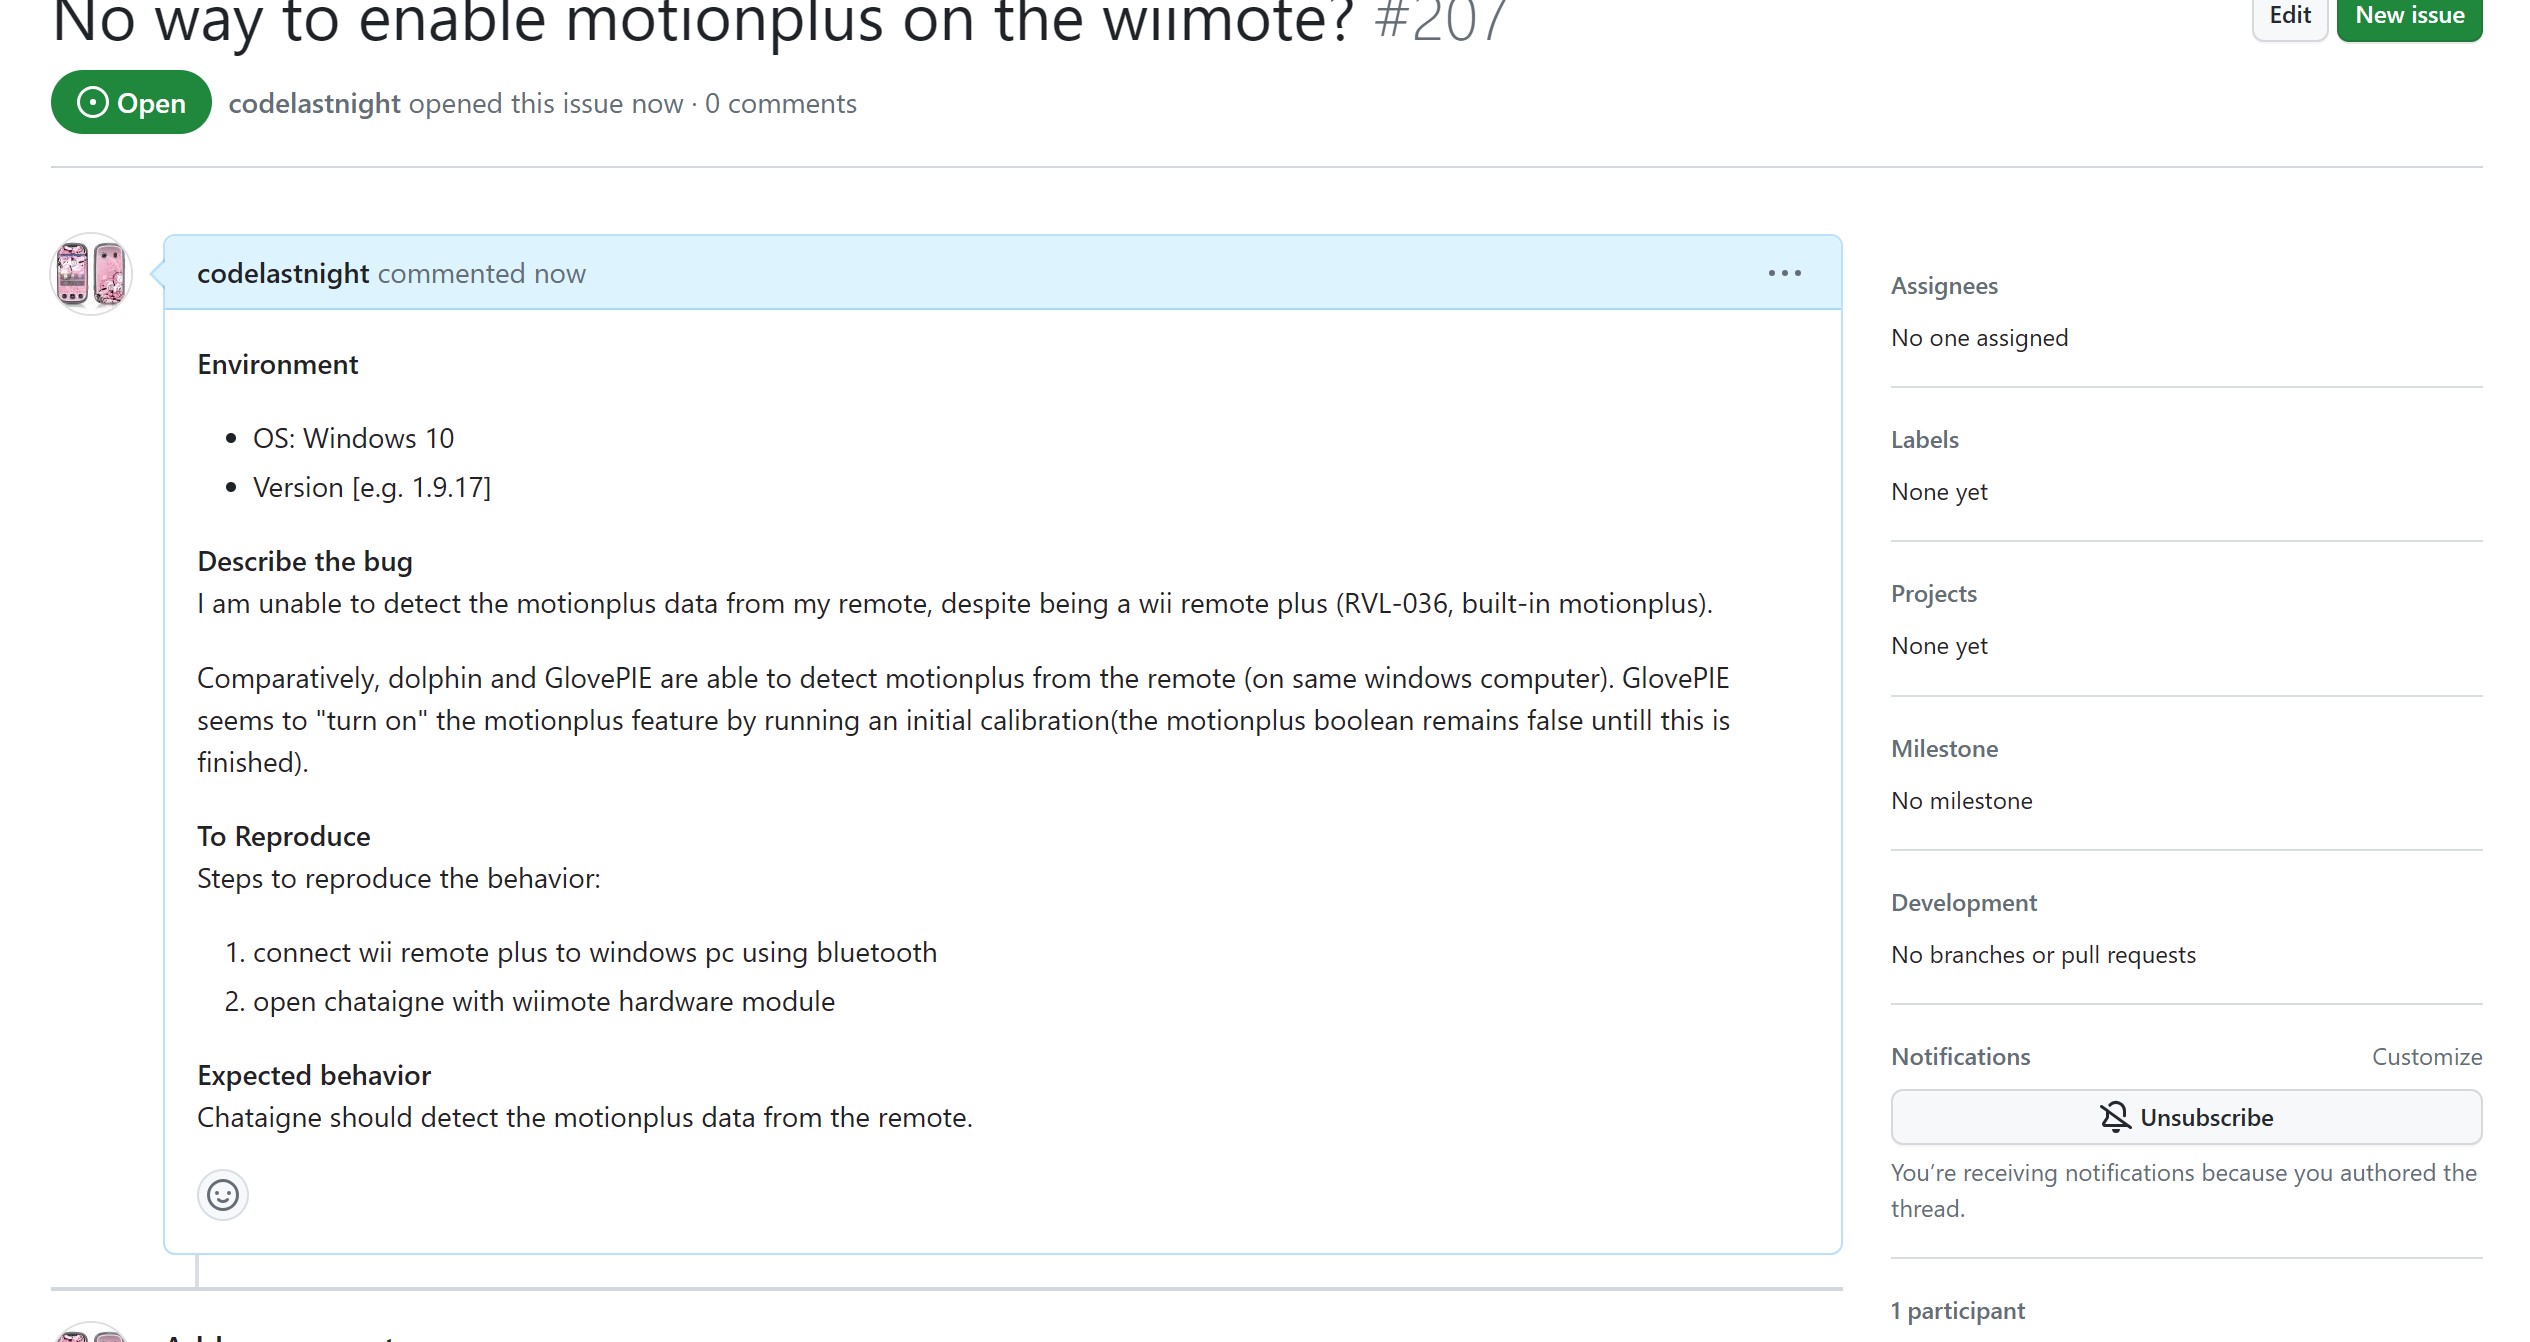 No way to enable motionplus on the wiimote? #207
Edit
New issue
Open
codelastnight opened this issue now · 0 comments
codelastnight commented now
Environment
• OS: Windows 10
• Version [e.g. 1.9.17]
Describe the bug
I am unable to detect the motionplus data from my remote, despite being a wii remote plus (RVL-036, built-in motionplus).
Comparatively, dolphin and GlovePIE are able to detect motionplus from the remote (on same windows computer). GlovePIE
seems to "turn on" the motionplus feature by running an initial calibration(the motionplus boolean remains false untill this is
finished).
To Reproduce
Steps to reproduce the behavior:
1. connect wii remote plus to windows pc using bluetooth
2. open chataigne with wiimote hardware module
Expected behavior
Chataigne should detect the motionplus data from the remote.
Assignees
No one assigned
Labels
None yet
Projects
None yet
Milestone
No milestone
Development
No branches or pull requests
Notifications
Customize
Unsubscribe
You’re receiving notifications because you authored the
thread.
1 participant